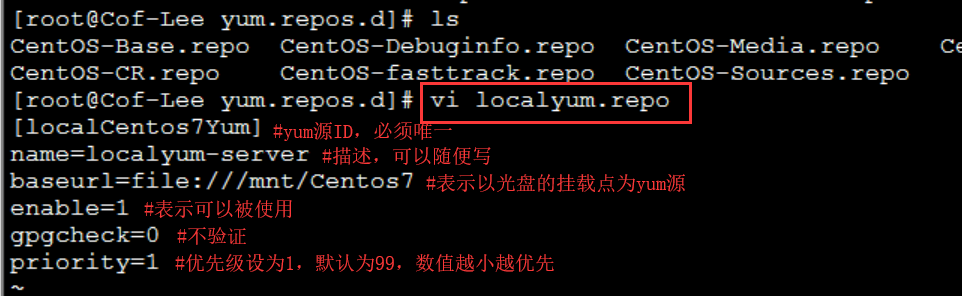 [root@Cof-Lee yum.repos.d]# ls
CentOS-Base.repo CentOS-Debuginfo.repo CentOS-Media.repo Ce
CentOS-CR.repo CentOS-fasttrack.repo CentOS-Sources.repo
[root@Cof-Lee yum.repos.d]# vi localyum.repo
[localCentos7Yum] #yum源ID，必须唯一
name=localyum-server #描述，可以随便写
baseurl=file:///mnt/Centos7 #表示以光盘的挂载点为yum源
enable=1 #表示可以被使用
gpgcheck=0 #不验证
priority=1 #优先级设为1，默认为99，数值越小越优先
~